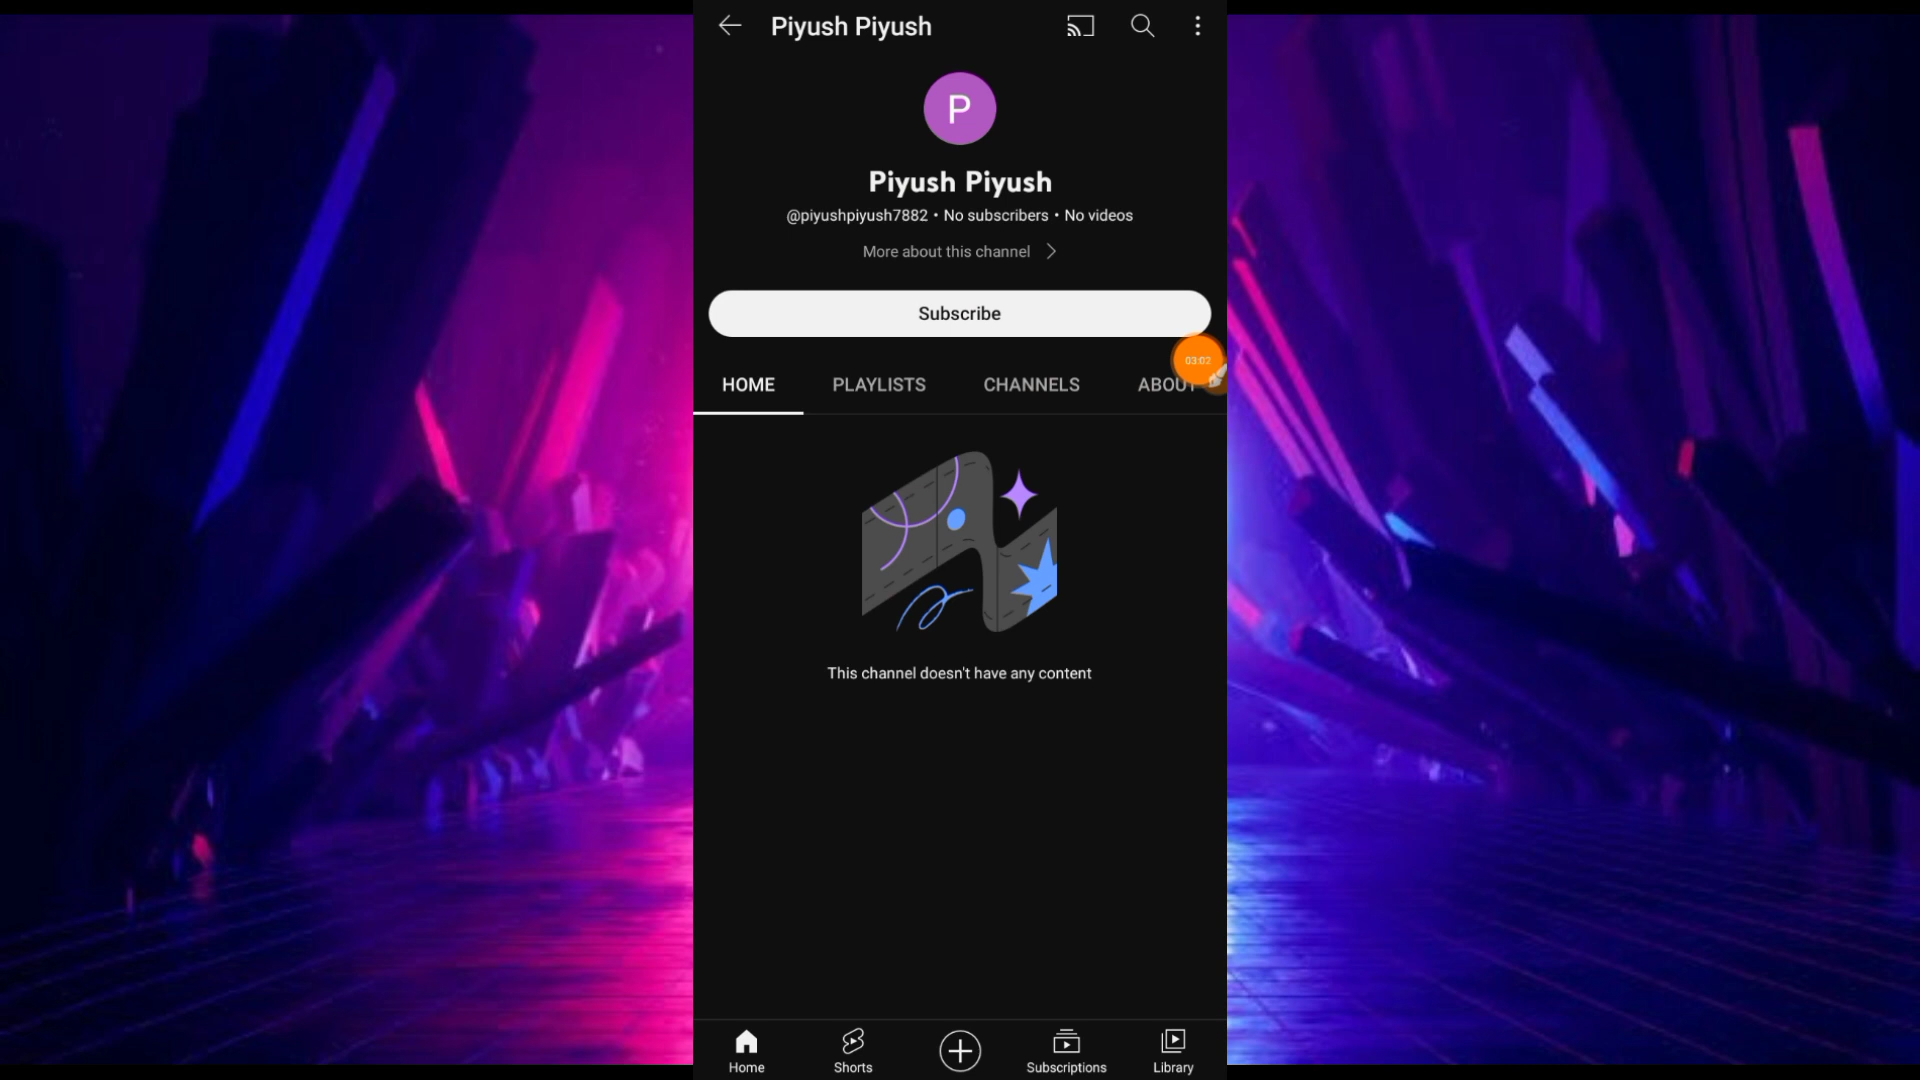 Piyush Piyush
P
Piyush Piyush
@piyushpiyush7882 • No subscribers • No videos
More about this channel
Subscribe
03:02
HOME PLAYLISTS CHANNELS ABOUT
This channel doesn't have any content
Home Shorts Subscriptions Library